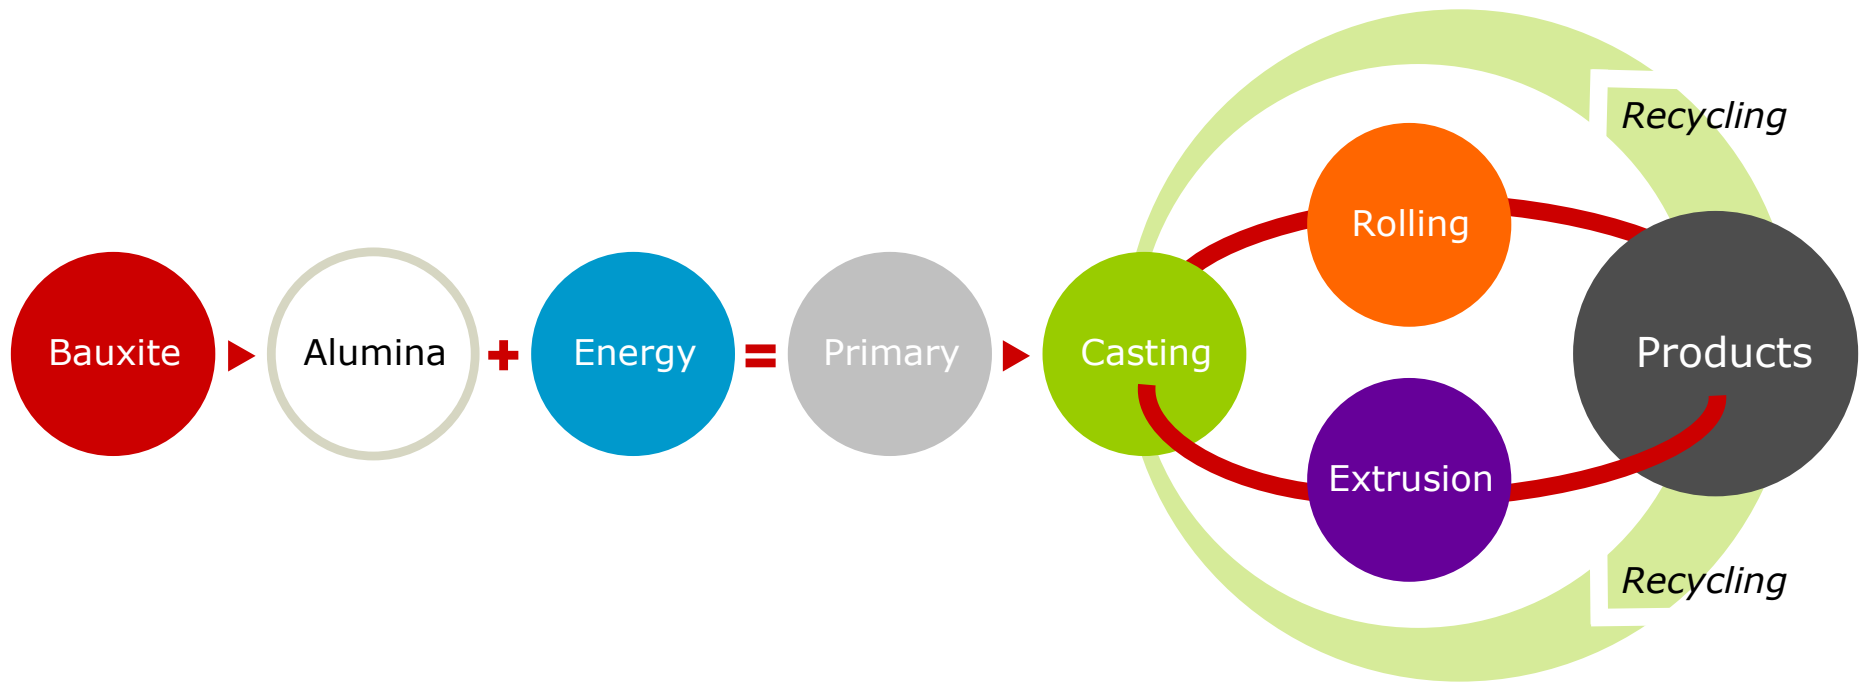 Recycling
Rolling
Bauxite
Alumina
Energy
Primary
Casting
Products
Extrusion
Recycling